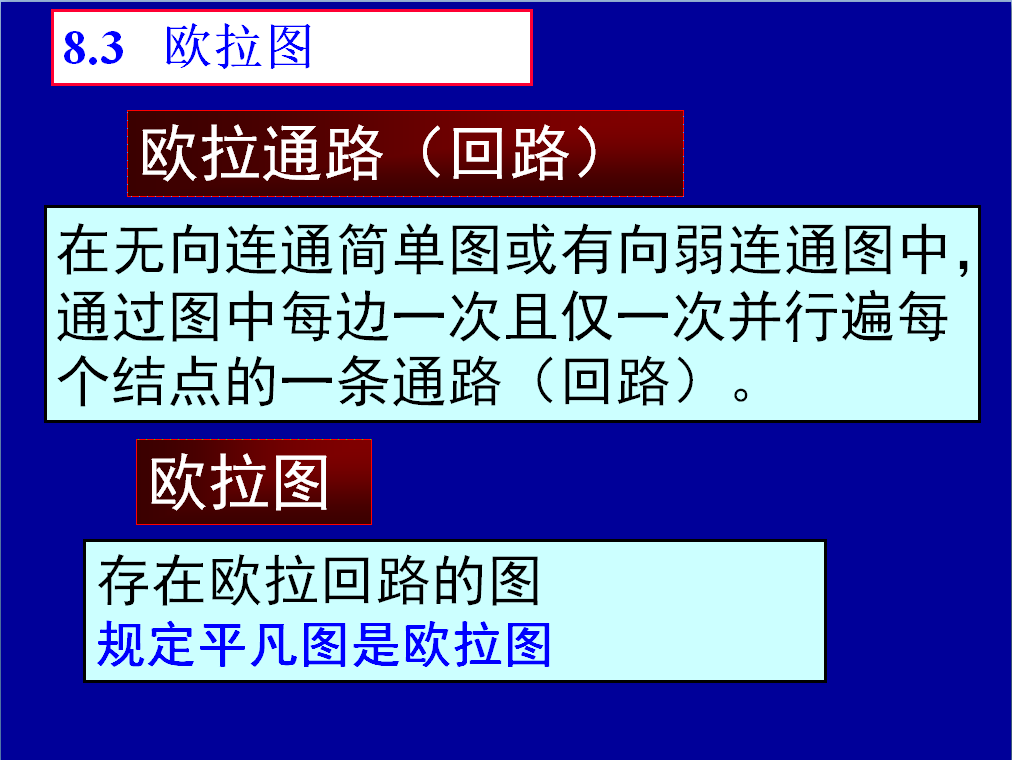 8.3 欧拉图
欧拉通路（回路）
在无向连通简单图或有向弱连通图中，
通过图中每边一次且仅一次并行遍每
个结点的一条通路（回路）。
欧拉图
存在欧拉回路的图
规定平凡图是欧拉图